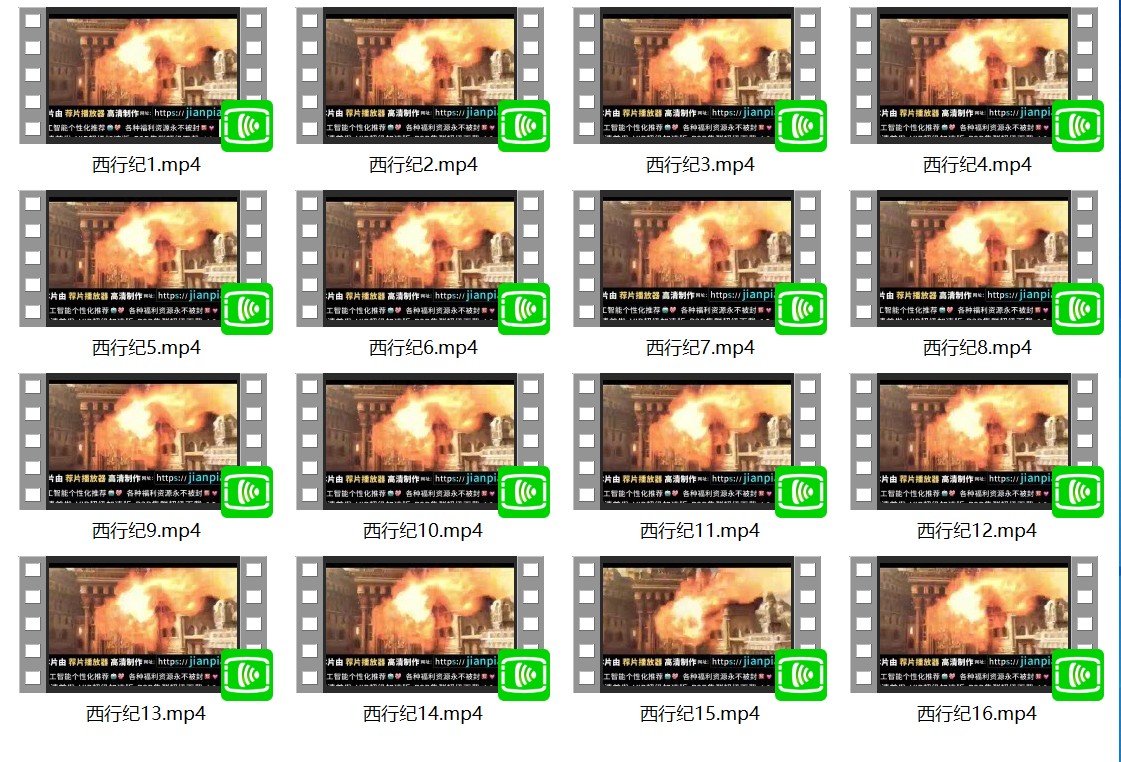 片由 荐片播放器 高清制作 网址: https://jianpia
工智能个性化推荐 各种福利资源永不被封
西行纪1.mp4
片由 荐片播放器 高清制作 网址: https://jianpia
工智能个性化推荐 各种福利资源永不被封
西行纪2.mp4
片由 荐片播放器 高清制作 网址: https://jianpia
工智能个性化推荐 各种福利资源永不被封
西行纪3.mp4
片由 荐片播放器 高清制作 网址: https://jianpia
工智能个性化推荐 各种福利资源永不被封
西行纪4.mp4
片由 荐片播放器 高清制作 网址: https://jianpia
工智能个性化推荐 各种福利资源永不被封
西行纪5.mp4
片由 荐片播放器 高清制作 网址: https://jianpia
工智能个性化推荐 各种福利资源永不被封
西行纪6.mp4
片由 荐片播放器 高清制作 网址: https://jianpia
工智能个性化推荐 各种福利资源永不被封
西行纪7.mp4
片由 荐片播放器 高清制作 网址: https://jianpia
工智能个性化推荐 各种福利资源永不被封
西行纪8.mp4
片由 荐片播放器 高清制作 网址: https://jianpia
工智能个性化推荐 各种福利资源永不被封
西行纪9.mp4
片由 荐片播放器 高清制作 网址: https://jianpia
工智能个性化推荐 各种福利资源永不被封
西行纪10.mp4
片由 荐片播放器 高清制作 网址: https://jianpia
工智能个性化推荐 各种福利资源永不被封
西行纪11.mp4
片由 荐片播放器 高清制作 网址: https://jianpia
工智能个性化推荐 各种福利资源永不被封
西行纪12.mp4
片由 荐片播放器 高清制作 网址: https://jianpia
工智能个性化推荐 各种福利资源永不被封
西行纪13.mp4
片由 荐片播放器 高清制作 网址: https://jianpia
工智能个性化推荐 各种福利资源永不被封
西行纪14.mp4
片由 荐片播放器 高清制作 网址: https://jianpia
工智能个性化推荐 各种福利资源永不被封
西行纪15.mp4
片由 荐片播放器 高清制作 网址: https://jianpia
工智能个性化推荐 各种福利资源永不被封
西行纪16.mp4